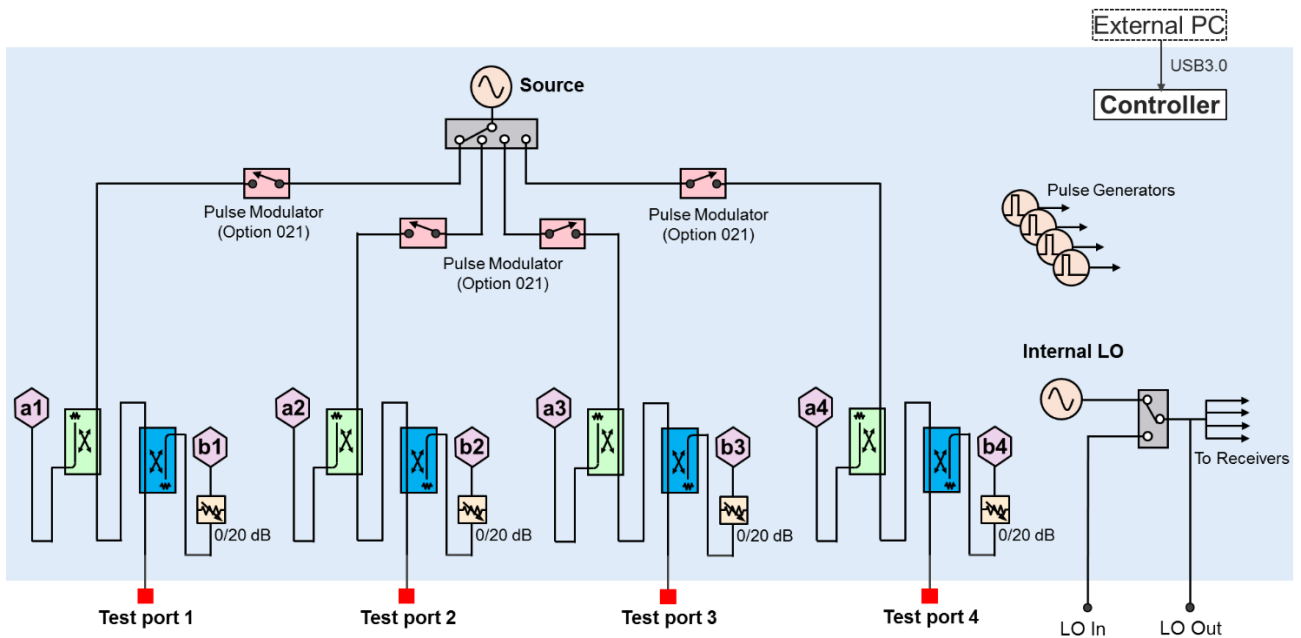 External PC
USB3.0
Controller
Source
Pulse Modulator
(Option 021)
Pulse Modulator
(Option 021)
Pulse Modulator
(Option 021)
Pulse Generators
Internal LO
a1
b1
0/20 dB
a2
b2
0/20 dB
a3
b3
0/20 dB
a4
b4
0/20 dB
To Receivers
Test port 1
Test port 2
Test port 3
Test port 4
LO In
LO Out